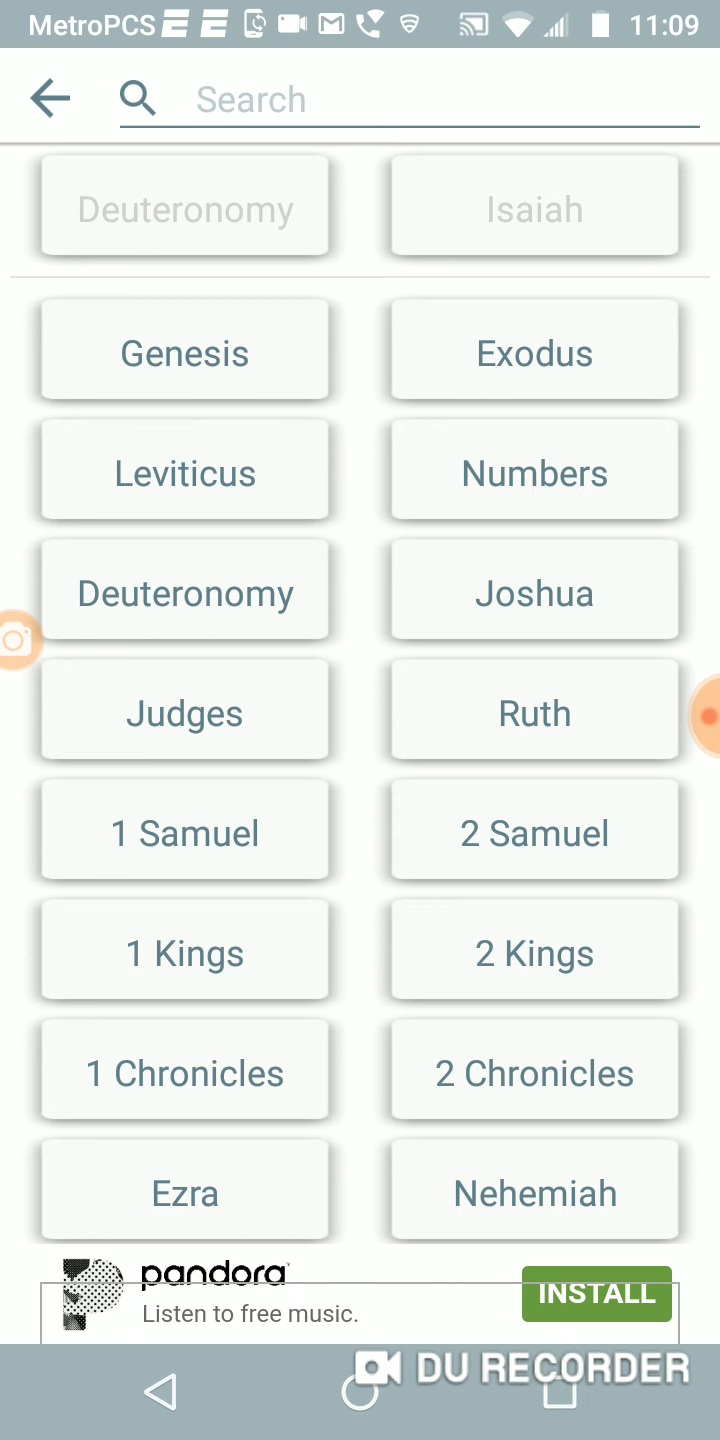 MetroPCS 11:09
Search
Deuteronomy Isaiah
Genesis Exodus
Leviticus Numbers
Deuteronomy Joshua
Judges Ruth
1 Samuel 2 Samuel
1 Kings 2 Kings
1 Chronicles 2 Chronicles
Ezra Nehemiah
pandora
INSTALL
Listen to free music.
DU RECORDER